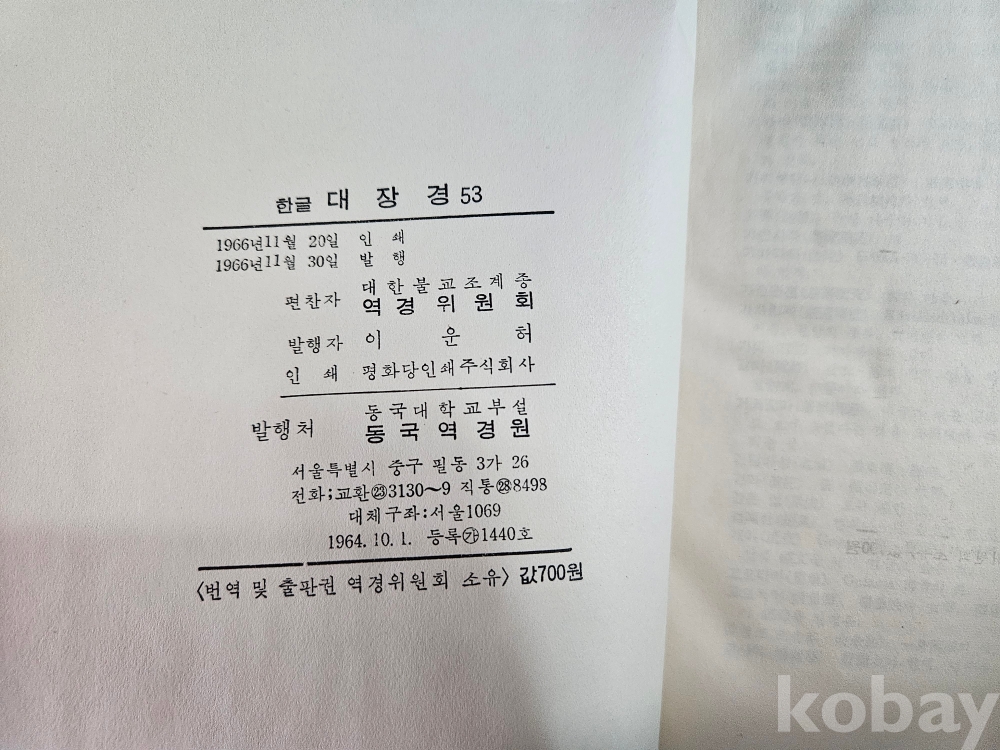 한글 대장경 53
1966년11월 20일 인쇄
1966년11월 30일 발행
편찬자 대한불교조계종
역경위원회
발행자 이운허
인쇄 평화당인쇄주식회사
발행처 동국대학교부설
동국역경원
서울특별시 중구 필동 3가 26
전화;교환㉓3130~9 직통㉘8498
대체구좌:서울1069
1964.10.1. 등록㉮1440호
〈번역 및 출판권 역경위원회 소유〉 값700원
kobay